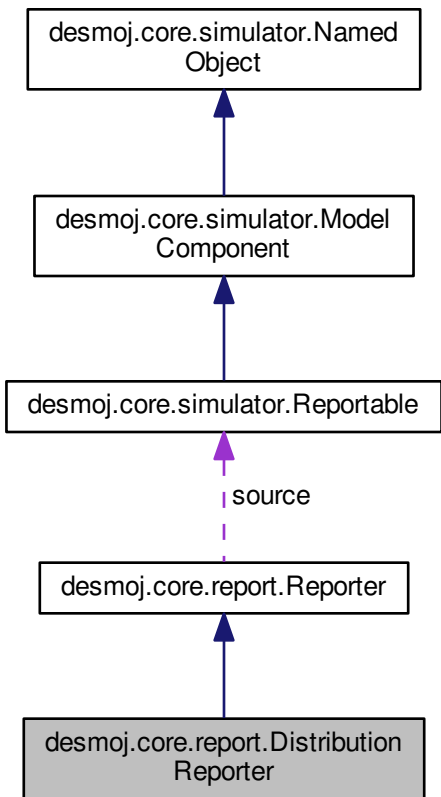 desmoj.core.simulator.Named
Object
desmoj.core.simulator.Model
Component
desmoj.core.simulator.Reportable
source
desmoj.core.report.Reporter
desmoj.core.report.Distribution
Reporter